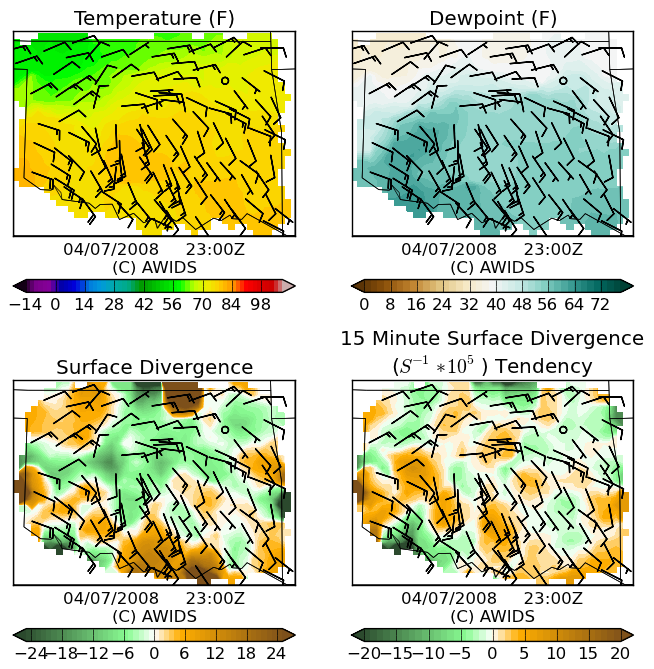 Temperature (F)
Dewpoint (F)
04/07/2008 23:00Z
(C) AWIDS
04/07/2008 23:00Z
(C) AWIDS
−14 0 14 28 42 56 70 84 98
0 8 16 24 32 40 48 56 64 72
Surface Divergence
15 Minute Surface Divergence
(S⁻¹ *10⁵ ) Tendency
04/07/2008 23:00Z
(C) AWIDS
04/07/2008 23:00Z
(C) AWIDS
−24 −18 −12 −6 0 6 12 18 24
−20 −15 −10 −5 0 5 10 15 20